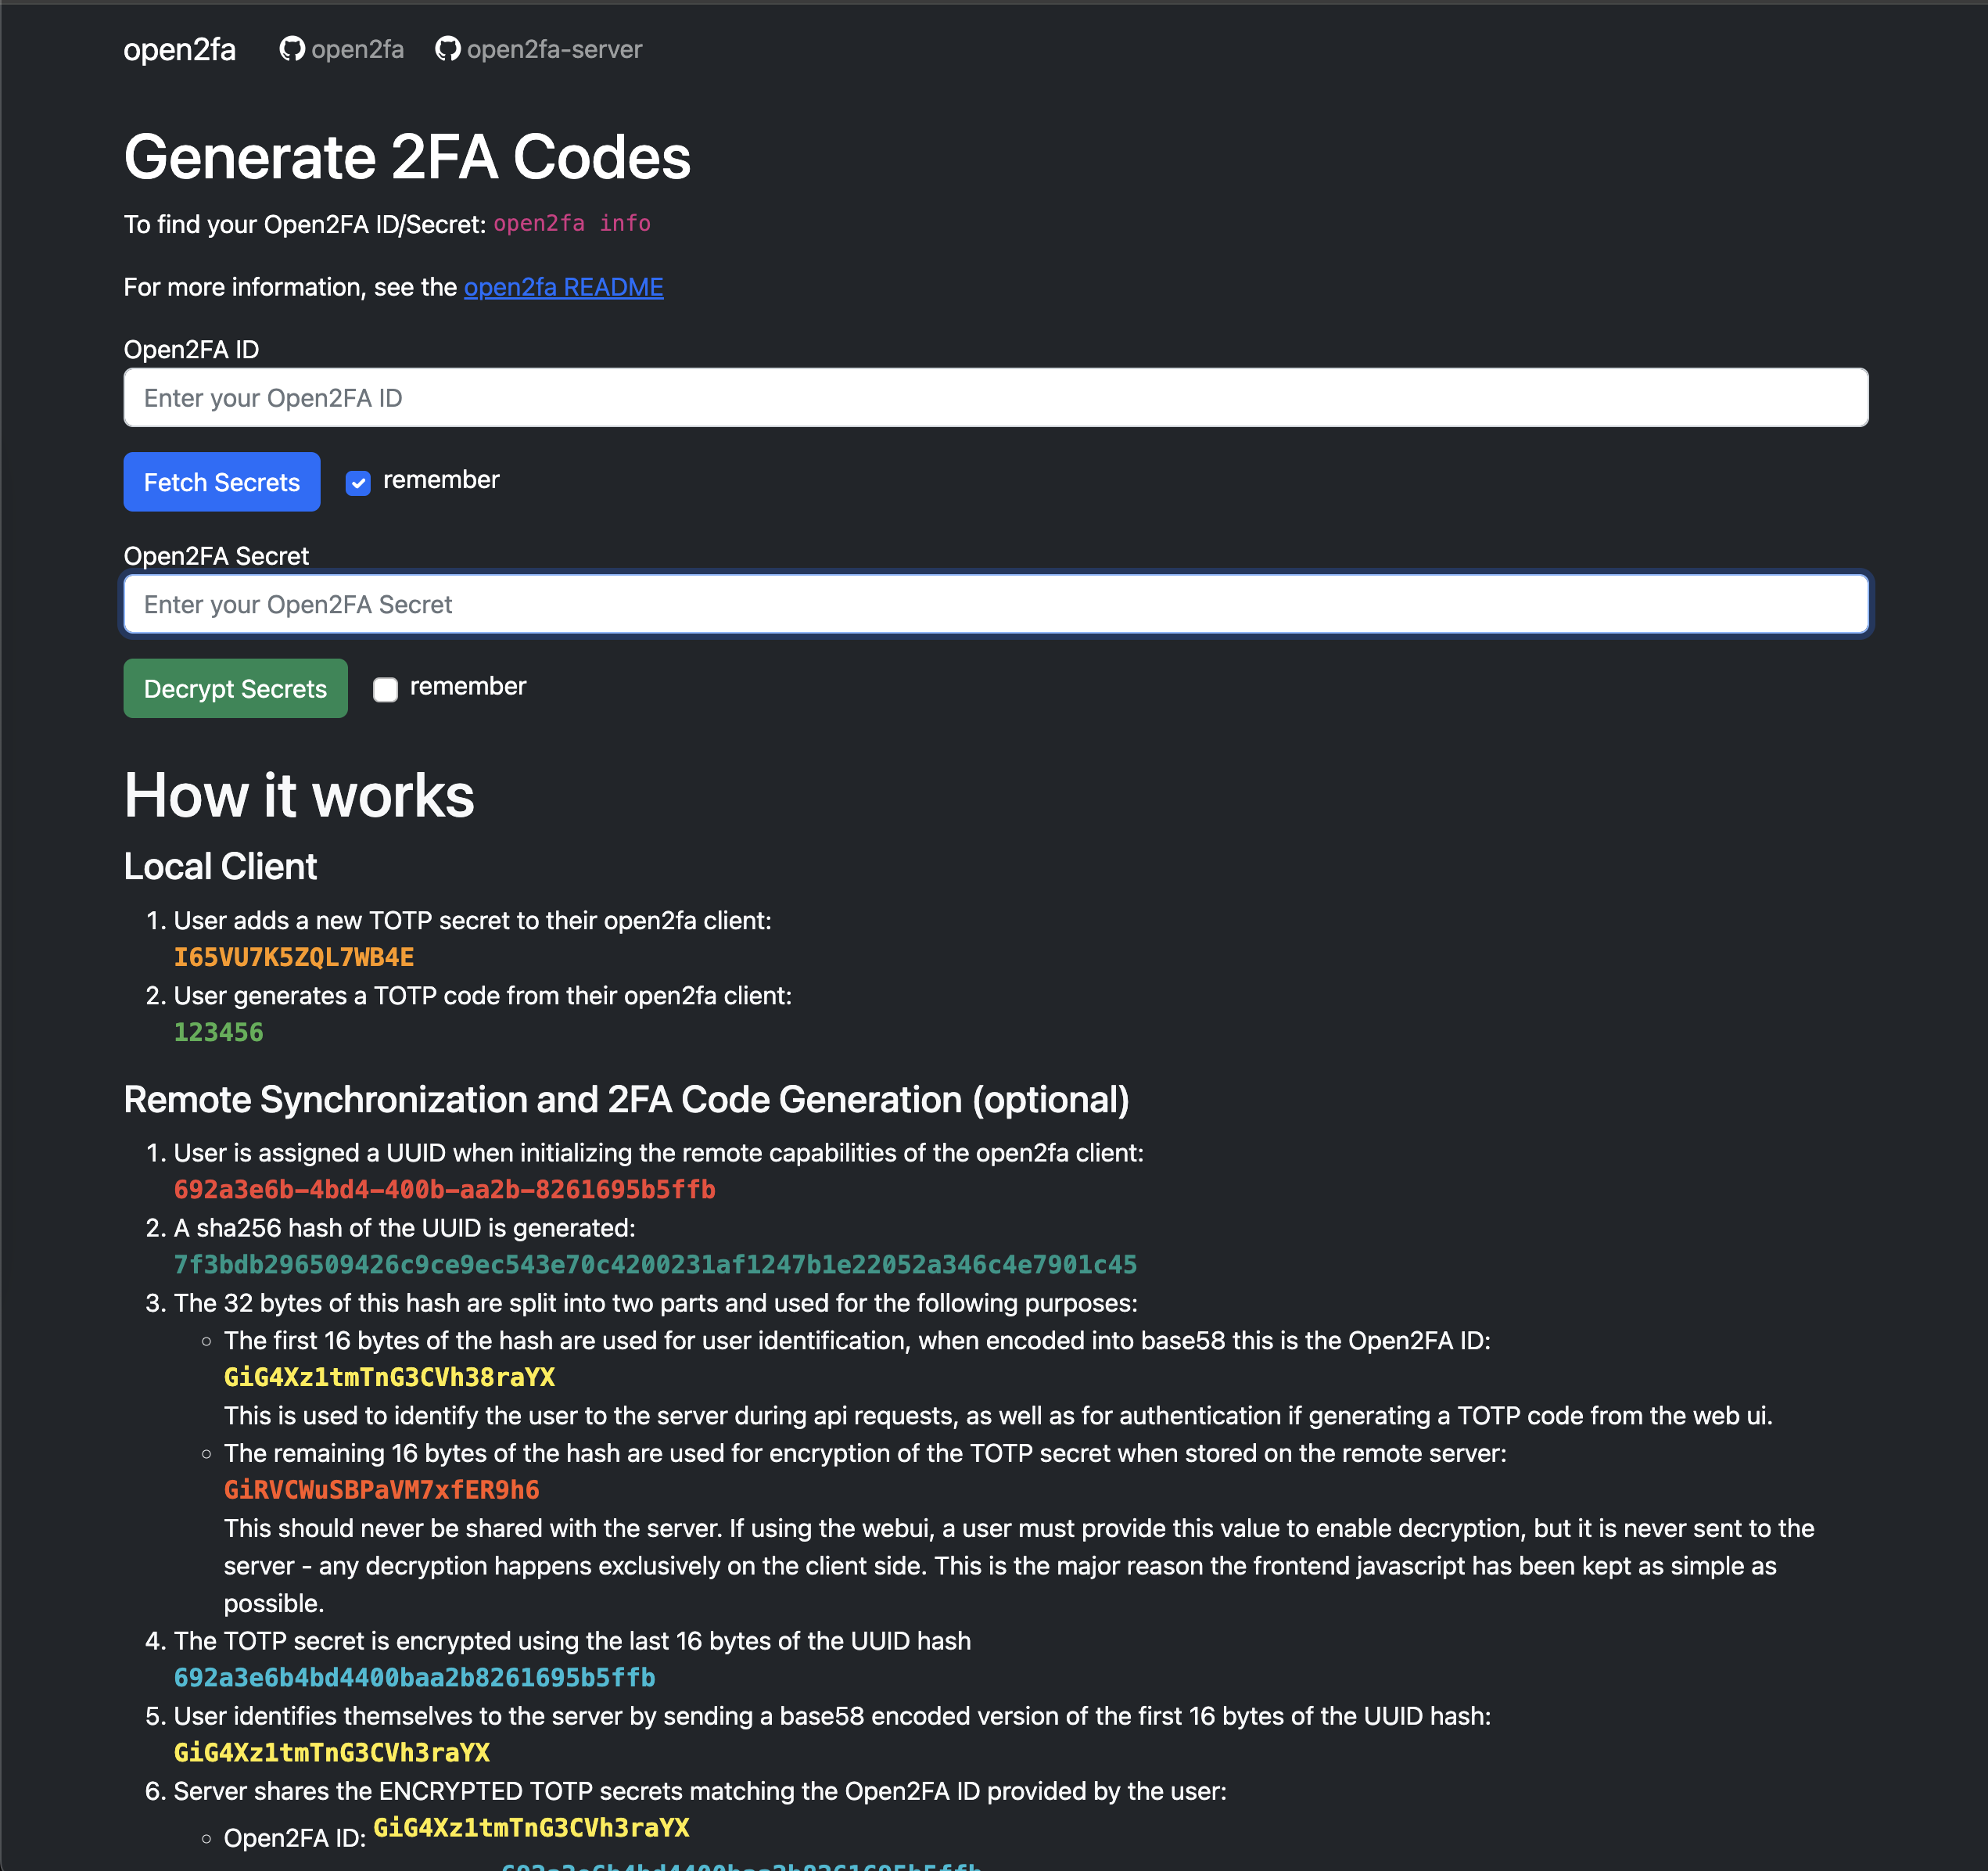 open2fa open2fa open2fa-server
Generate 2FA Codes
To find your Open2FA ID/Secret: open2fa info
For more information, see the open2fa README
Open2FA ID
Enter your Open2FA ID
Fetch Secrets remember
Open2FA Secret
Enter your Open2FA Secret
Decrypt Secrets remember
How it works
Local Client
1. User adds a new TOTP secret to their open2fa client:
I65VU7K5ZQL7WB4E
2. User generates a TOTP code from their open2fa client:
123456
Remote Synchronization and 2FA Code Generation (optional)
1. User is assigned a UUID when initializing the remote capabilities of the open2fa client:
692a3e6b-4bd4-400b-aa2b-8261695b5ffb
2. A sha256 hash of the UUID is generated:
7f3bdb296509426c9ce9ec543e70c4200231af1247b1e22052a346c4e7901c45
3. The 32 bytes of this hash are split into two parts and used for the following purposes:
◦ The first 16 bytes of the hash are used for user identification, when encoded into base58 this is the Open2FA ID:
GiG4Xz1tmTnG3CVh38raYX
This is used to identify the user to the server during api requests, as well as for authentication if generating a TOTP code from the web ui.
◦ The remaining 16 bytes of the hash are used for encryption of the TOTP secret when stored on the remote server:
GiRVCWuSBPaVM7xfER9h6
This should never be shared with the server. If using the webui, a user must provide this value to enable decryption, but it is never sent to the
server - any decryption happens exclusively on the client side. This is the major reason the frontend javascript has been kept as simple as
possible.
4. The TOTP secret is encrypted using the last 16 bytes of the UUID hash
692a3e6b4bd4400baa2b8261695b5ffb
5. User identifies themselves to the server by sending a base58 encoded version of the first 16 bytes of the UUID hash:
GiG4Xz1tmTnG3CVh3raYX
6. Server shares the ENCRYPTED TOTP secrets matching the Open2FA ID provided by the user:
◦ Open2FA ID: GiG4Xz1tmTnG3CVh3raYX